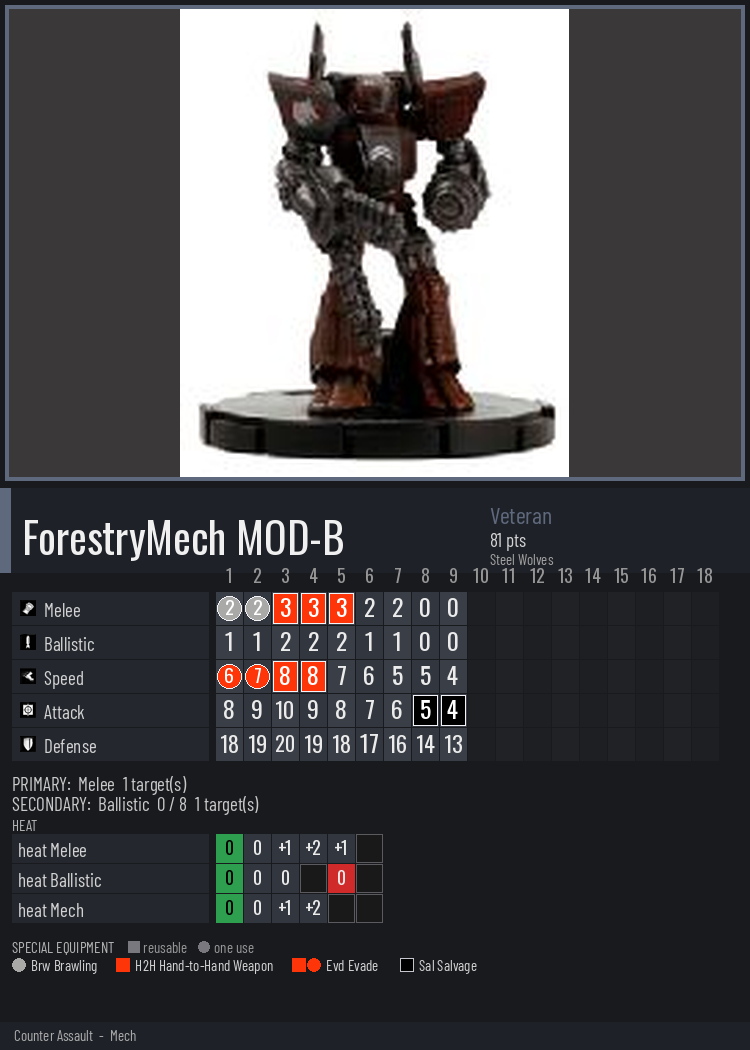 ForestryMech MOD-B
Veteran
81 pts
Steel Wolves
1 2 3 4 5 6 7 8 9 10 11 12 13 14 15 16 17 18
Melee 2 2 3 3 3 2 2 0 0
Ballistic 1 1 2 2 2 1 1 0 0
Speed 6 7 8 8 7 6 5 5 4
Attack 8 9 10 9 8 7 6 5 4
Defense 18 19 20 19 18 17 16 14 13
PRIMARY: Melee 1 target(s)
SECONDARY: Ballistic 0 / 8 1 target(s)
HEAT
heat Melee 0 0 +1 +2 +1
heat Ballistic 0 0 0 0
heat Mech 0 0 +1 +2
SPECIAL EQUIPMENT reusable one use
Brw Brawling H2H Hand-to-Hand Weapon Evd Evade Sal Salvage
Counter Assault - Mech